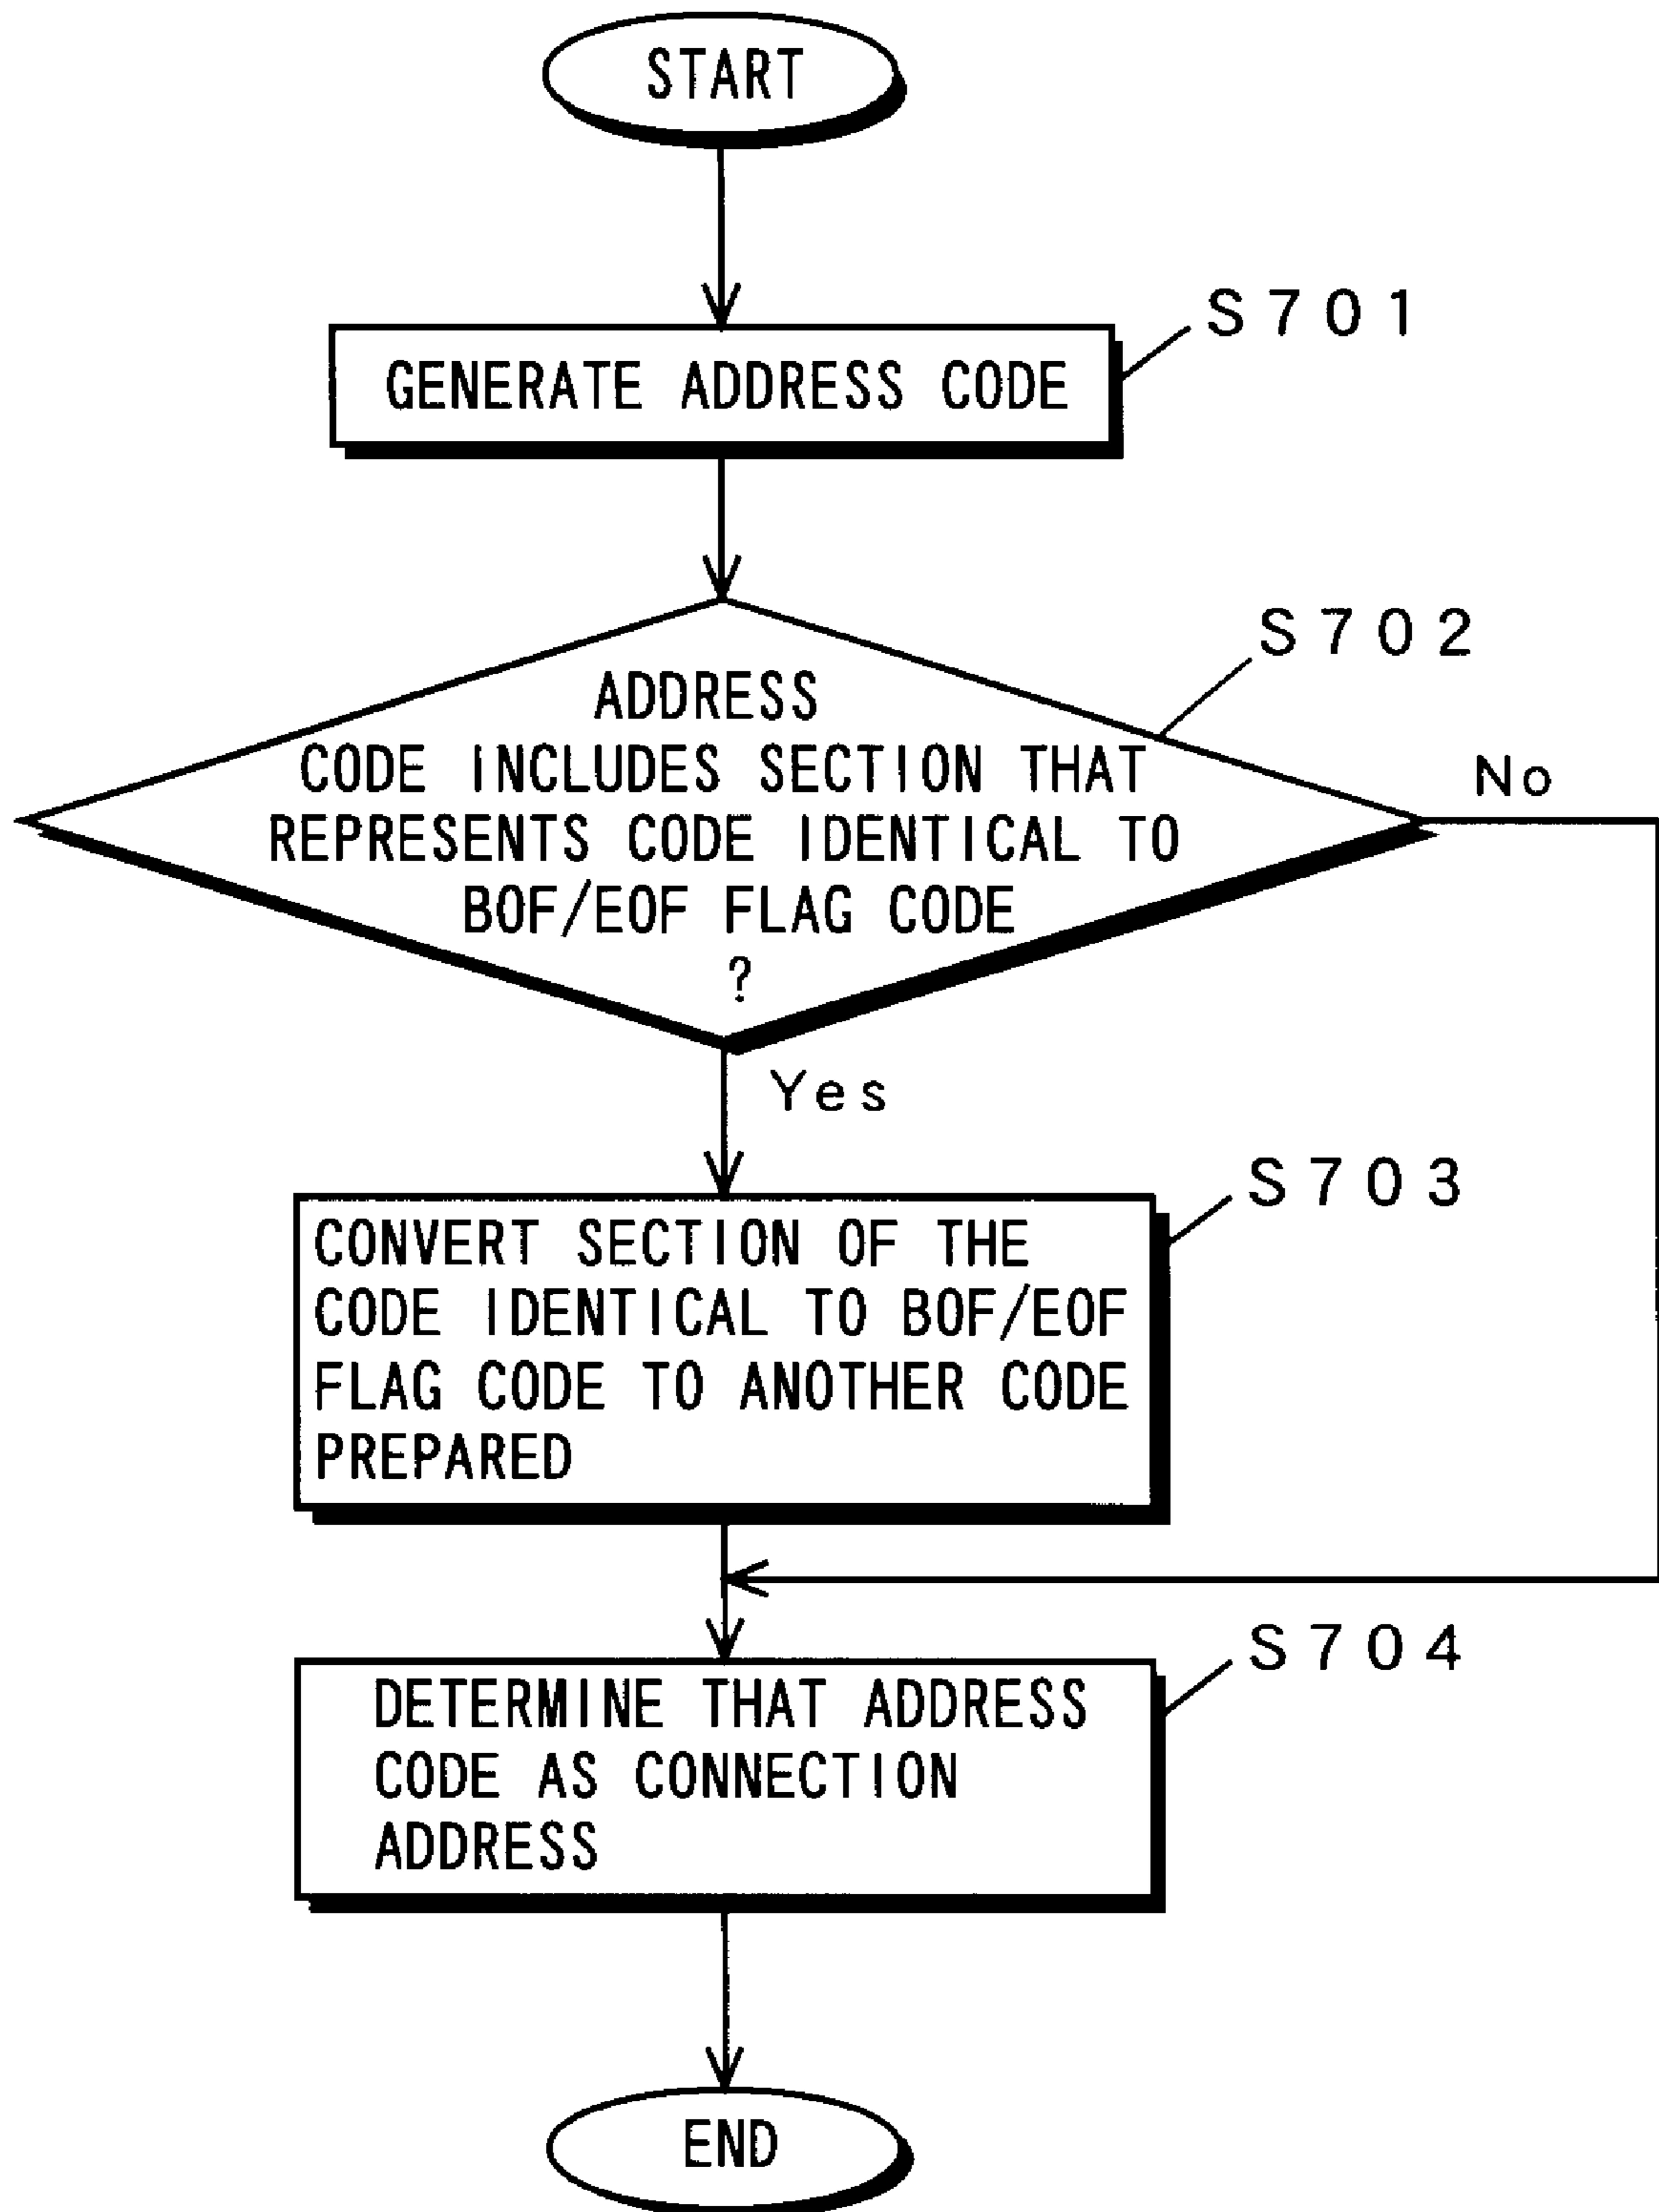 START
S701
GENERATE ADDRESS CODE
S702
ADDRESS
CODE INCLUDES SECTION THAT
REPRESENTS CODE IDENTICAL TO
BOF/EOF FLAG CODE
?
No
Yes
S703
CONVERT SECTION OF THE
CODE IDENTICAL TO BOF/EOF
FLAG CODE TO ANOTHER CODE
PREPARED
S704
DETERMINE THAT ADDRESS
CODE AS CONNECTION
ADDRESS
END